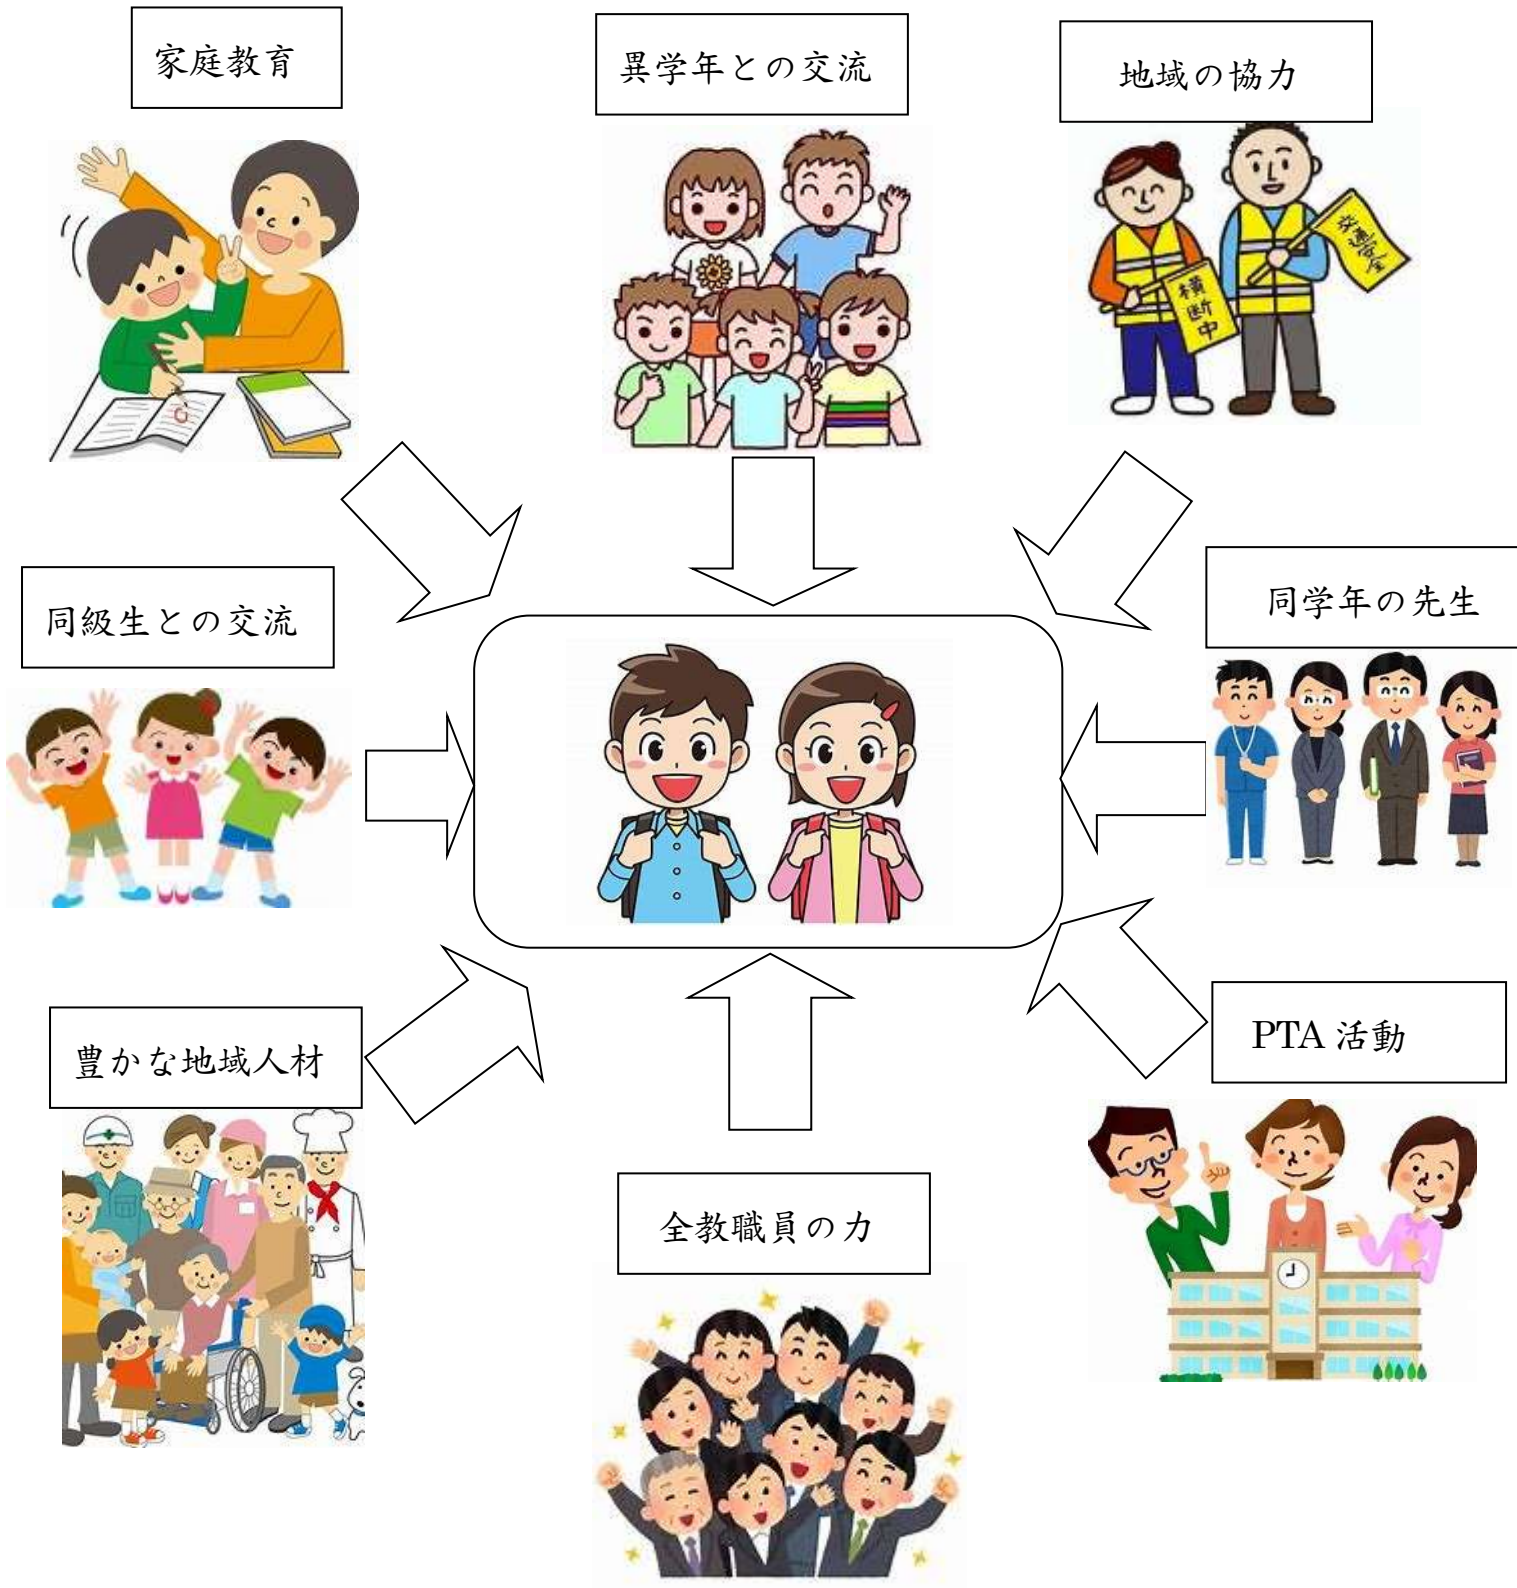 家庭教育
異学年との交流
地域の協力
交通安全
横断中
同級生との交流
同学年の先生
豊かな地域人材
PTA 活動
全教職員の力